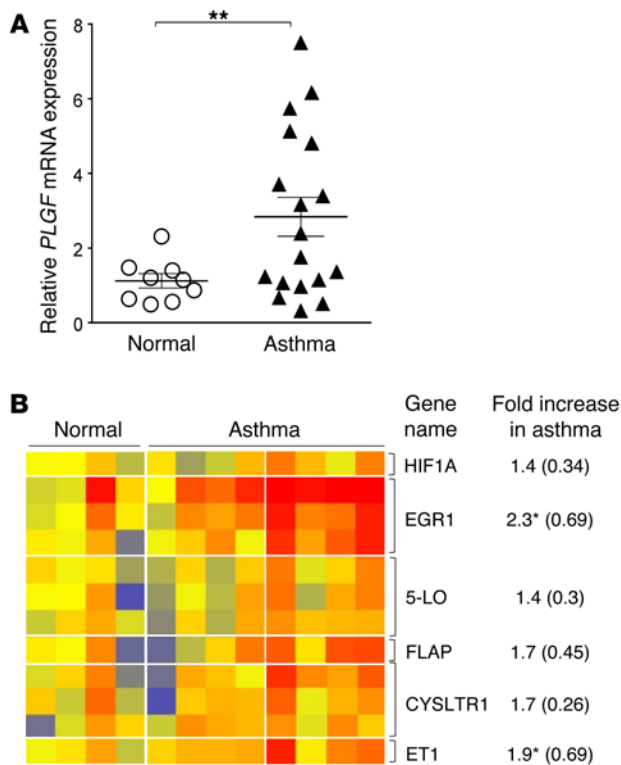 A
**
Relative PLGF mRNA expression
8
6
4
2
0
Normal Asthma
B
Gene name Fold increase in asthma
Normal Asthma
HIF1A 1.4 (0.34)
EGR1 2.3* (0.69)
5-LO 1.4 (0.3)
FLAP 1.7 (0.45)
CYSLTR1 1.7 (0.26)
ET1 1.9* (0.69)